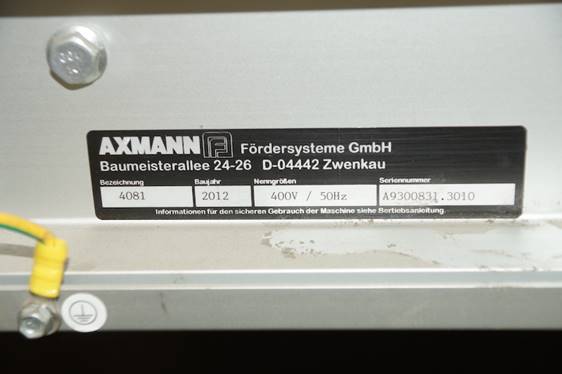 AXMANN F Fördersysteme GmbH
Baumeisterallee 24-26 D-04442 Zwenkau
Bezeichnung Baujahr Nenngrößen Seriennummer
4081 2012 400V / 50Hz A9300831.3010
Informationen für den sicheren Gebrauch der Maschine siehe Bertiebsanleitung.